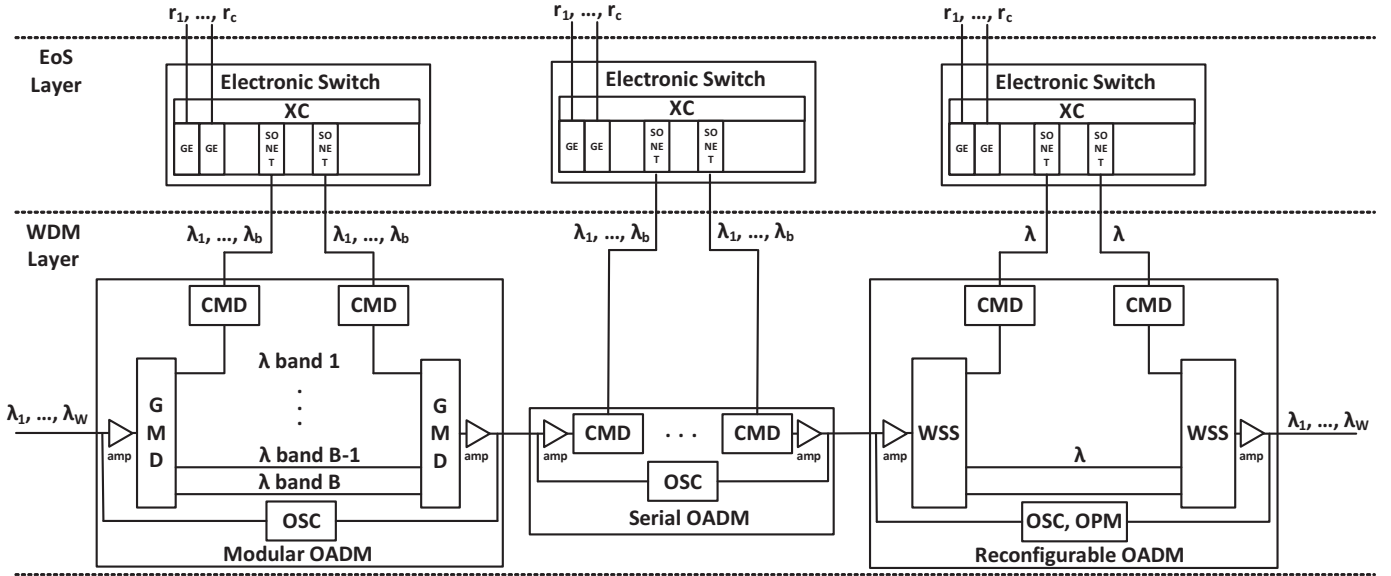 r1, ..., rc
r1, ..., rc
r1, ..., rc
EoS
Layer
Electronic Switch
XC
GE
GE
SO
NE
T
SO
NE
T
Electronic Switch
XC
GE
GE
SO
NE
T
SO
NE
T
Electronic Switch
XC
GE
GE
SO
NE
T
SO
NE
T
WDM
Layer
λ1, ..., λb
λ1, ..., λb
λ1, ..., λb
λ1, ..., λb
λ
λ
CMD
CMD
λ band 1
.
.
.
λ band B-1
λ band B
G
M
D
G
M
D
λ1, ..., λW
amp
amp
OSC
Modular OADM
amp
CMD
. . .
CMD
amp
OSC
Serial OADM
CMD
CMD
amp
WSS
λ
WSS
amp
λ1, ..., λW
OSC, OPM
Reconfigurable OADM